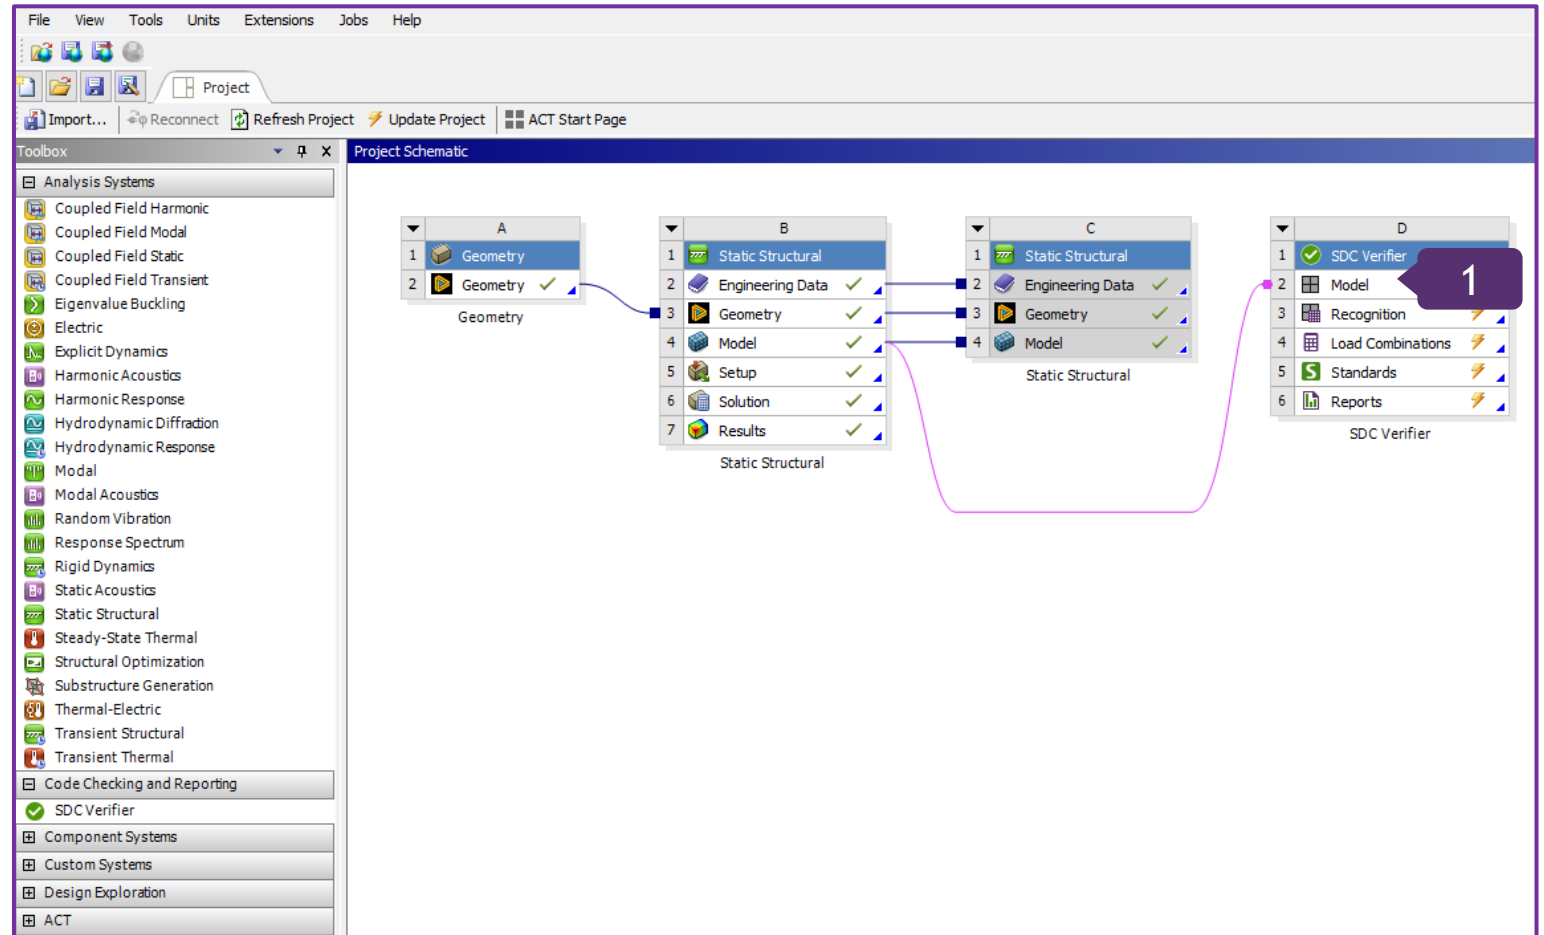 File View Tools Units Extensions Jobs Help
Project
Import... Reconnect Refresh Project Update Project ACT Start Page
Toolbox
Analysis Systems
Coupled Field Harmonic
Coupled Field Modal
Coupled Field Static
Coupled Field Transient
Eigenvalue Buckling
Electric
Explicit Dynamics
Harmonic Acoustics
Harmonic Response
Hydrodynamic Diffraction
Hydrodynamic Response
Modal
Modal Acoustics
Random Vibration
Response Spectrum
Rigid Dynamics
Static Acoustics
Static Structural
Steady-State Thermal
Structural Optimization
Substructure Generation
Thermal-Electric
Transient Structural
Transient Thermal
Code Checking and Reporting
SDC Verifier
Component Systems
Custom Systems
Design Exploration
ACT
Project Schematic
A
1 Geometry
2 Geometry
Geometry
B
1 Static Structural
2 Engineering Data
3 Geometry
4 Model
5 Setup
6 Solution
7 Results
Static Structural
C
1 Static Structural
2 Engineering Data
3 Geometry
4 Model
Static Structural
D
1 SDC Verifier
2 Model
3 Recognition
4 Load Combinations
5 Standards
6 Reports
SDC Verifier
1